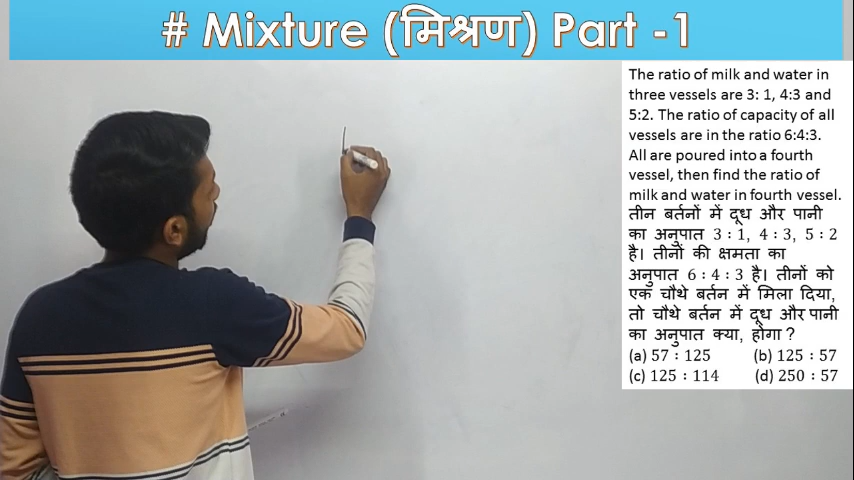 # Mixture (मिश्रण) Part -1
The ratio of milk and water in
three vessels are 3: 1, 4:3 and
5:2. The ratio of capacity of all
vessels are in the ratio 6:4:3.
All are poured into a fourth
vessel, then find the ratio of
milk and water in fourth vessel.
तीन बर्तनों में दूध और पानी
का अनुपात 3 : 1, 4 : 3, 5 : 2
है। तीनों की क्षमता का
अनुपात 6 : 4 : 3 है। तीनों को
एक चौथे बर्तन में मिला दिया,
तो चौथे बर्तन में दूध और पानी
का अनुपात क्या, होगा ?
(a) 57 : 125 (b) 125 : 57
(c) 125 : 114 (d) 250 : 57